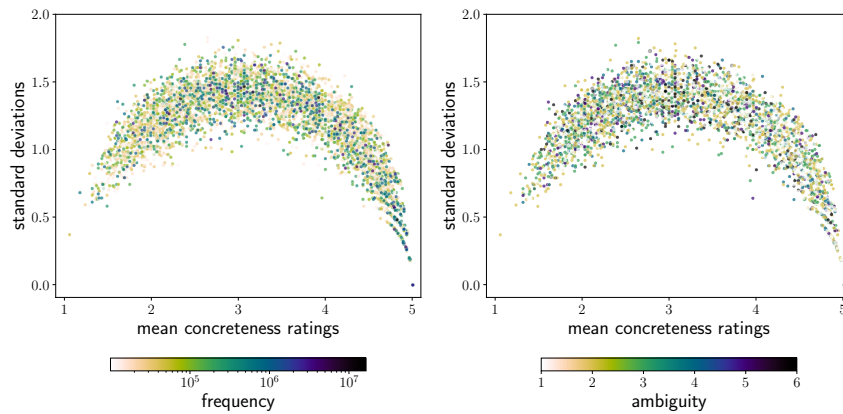 2.0
1.5
1.0
0.5
0.0
standard deviations
1 2 3 4 5
mean concreteness ratings
10^5 10^6 10^7
frequency
2.0
1.5
1.0
0.5
0.0
standard deviations
1 2 3 4 5
mean concreteness ratings
1 2 3 4 5 6
ambiguity